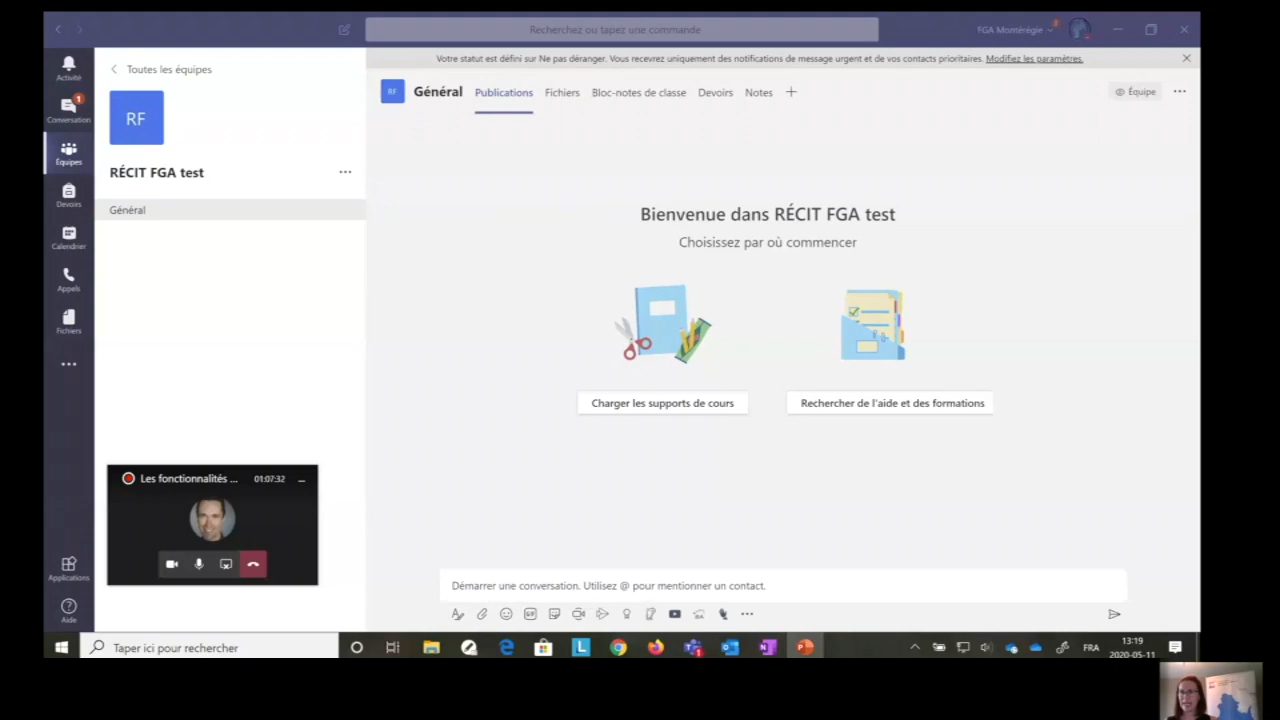 Recherchez ou tapez une commande
FGA Montérégie
Activité
Conversation
1
Équipes
Devoirs
Calendrier
Appels
Fichiers
Applications
Aide
Toutes les équipes
RF
RÉCIT FGA test
Général
Votre statut est défini sur Ne pas déranger. Vous recevrez uniquement des notifications de message urgent et de vos contacts prioritaires. Modifiez les paramètres.
RF
Général Publications Fichiers Bloc-notes de classe Devoirs Notes
Équipe
Bienvenue dans RÉCIT FGA test
Choisissez par où commencer
Charger les supports de cours
Rechercher de l'aide et des formations
Les fonctionnalités ... 01:07:32
Démarrer une conversation. Utilisez @ pour mentionner un contact.
GIF
Taper ici pour rechercher
L
FRA
13:19
2020-05-11